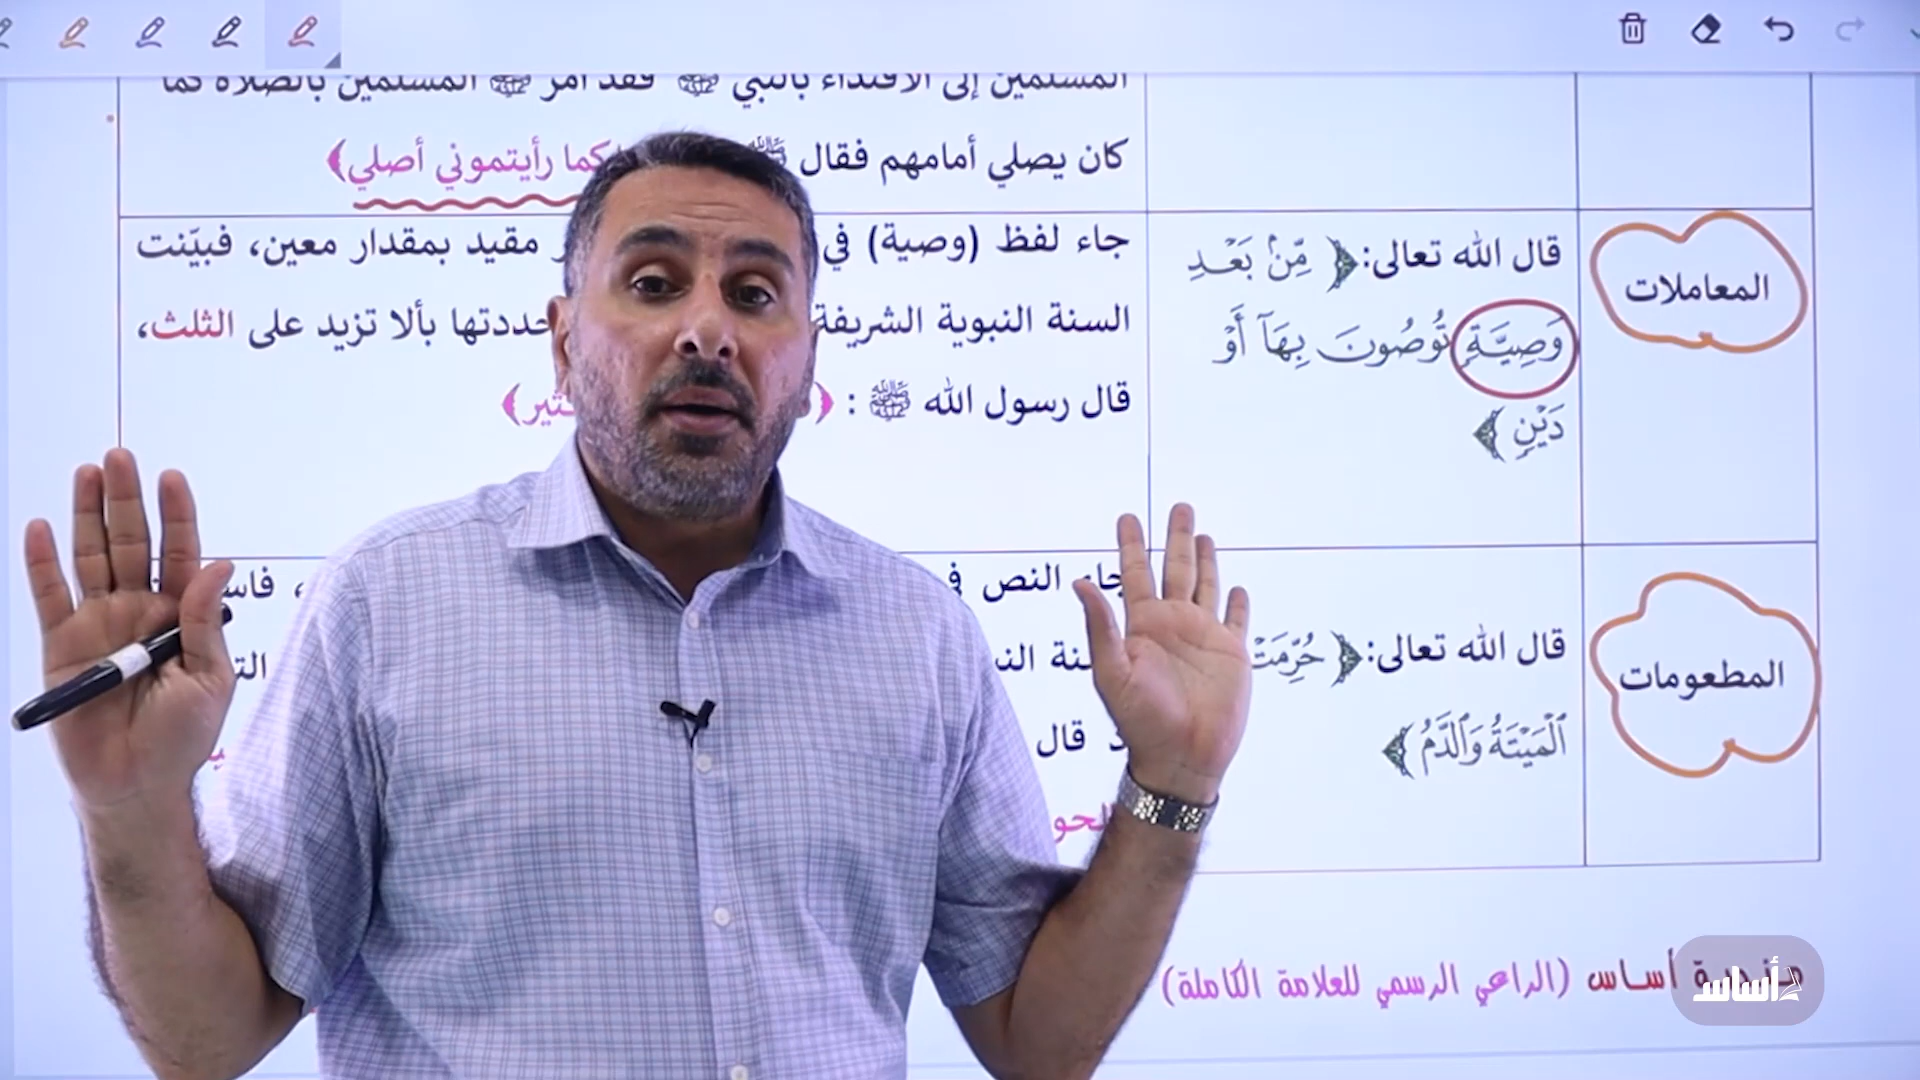 المسلمين إلى الاقتداء بالنبي ﷺ فقد أمر ﷺ المسلمين بالصلاة كما
كان يصلي أمامهم فقال ﷺ كما رأيتموني أصلي﴾
المعاملات
قال الله تعالى: ﴿ مِّنۢ بَعْدِ
وَصِيَّةٍ تُوصُونَ بِهَآ أَوْ
دَيْنٍ ﴾
جاء لفظ (وصية) في مقيد بمقدار معين، فبيّنت
السنة النبوية الشريفة حددتها بألا تزيد على الثلث،
قال رسول الله ﷺ : ﴿
المطعومات
قال الله تعالى: ﴿ حُرِّمَتْ
ٱلْمَيْتَةُ وَٱلدَّمُ ﴾
جاء النص
قال
أساس (الراعي الرسمي للعلامة الكاملة)
أساس